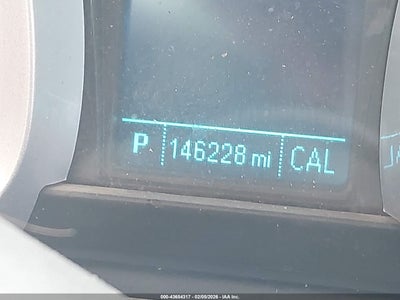 P 146228 mi CAL
000-43684317 - 02/09/2026 - IAA Inc.